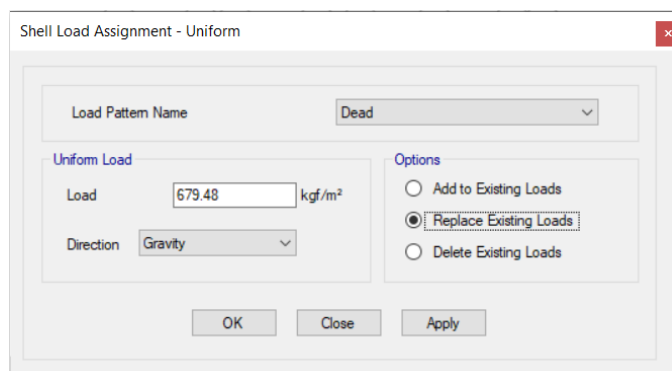 Shell Load Assignment - Uniform
Load Pattern Name
Dead
Uniform Load
Load
679.48
kgf/m²
Direction
Gravity
Options
Add to Existing Loads
Replace Existing Loads
Delete Existing Loads
OK
Close
Apply